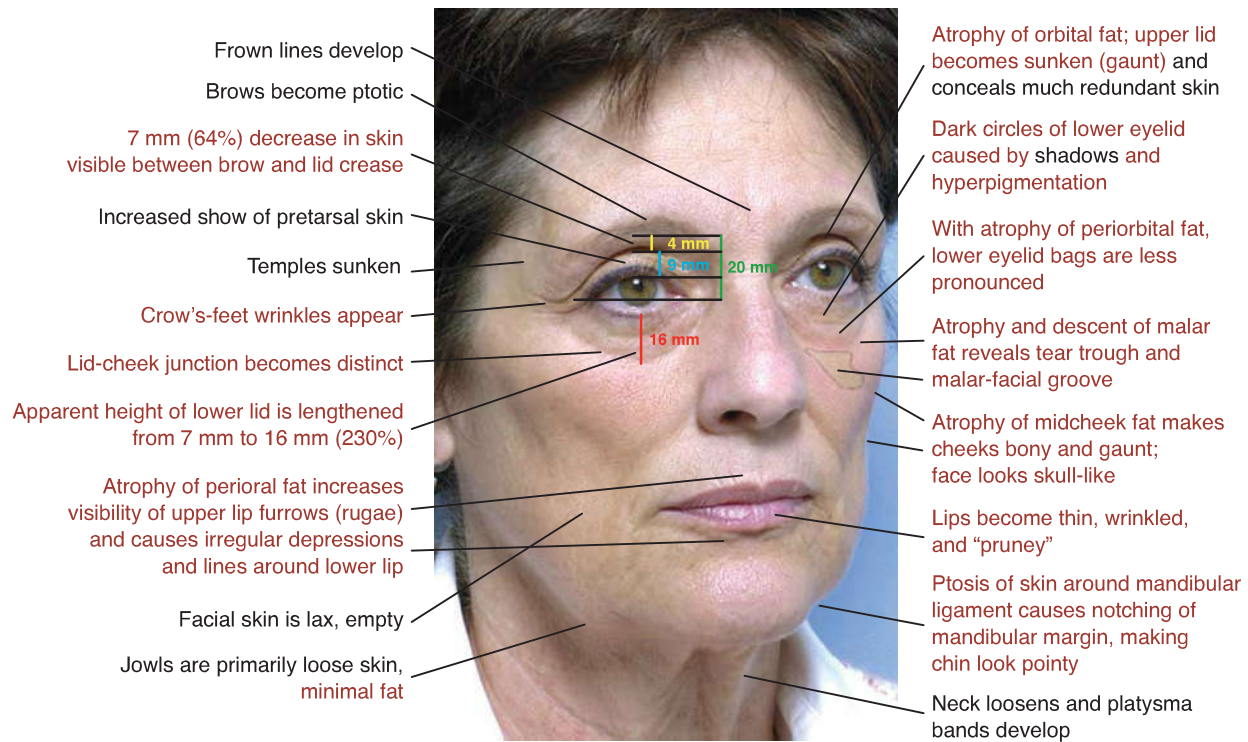 Frown lines develop
Brows become ptotic
7 mm (64%) decrease in skin
visible between brow and lid crease
Increased show of pretarsal skin
Temples sunken
Crow’s-feet wrinkles appear
Lid-cheek junction becomes distinct
Apparent height of lower lid is lengthened
from 7 mm to 16 mm (230%)
Atrophy of perioral fat increases
visibility of upper lip furrows (rugae)
and causes irregular depressions
and lines around lower lip
Facial skin is lax, empty
Jowls are primarily loose skin,
minimal fat
4 mm
9 mm
20 mm
16 mm
Atrophy of orbital fat; upper lid
becomes sunken (gaunt) and
conceals much redundant skin
Dark circles of lower eyelid
caused by shadows and
hyperpigmentation
With atrophy of periorbital fat,
lower eyelid bags are less
pronounced
Atrophy and descent of malar
fat reveals tear trough and
malar-facial groove
Atrophy of midcheek fat makes
cheeks bony and gaunt;
face looks skull-like
Lips become thin, wrinkled,
and “pruney”
Ptosis of skin around mandibular
ligament causes notching of
mandibular margin, making
chin look pointy
Neck loosens and platysma
bands develop